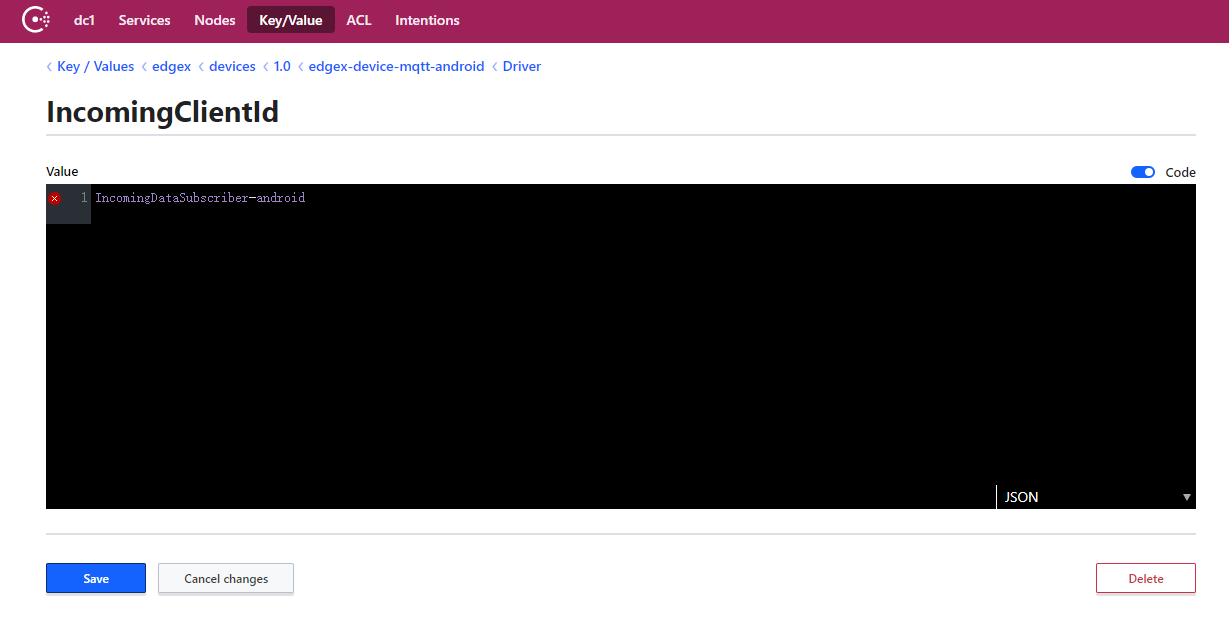 dc1 Services Nodes Key/Value ACL Intentions
Key / Values edgex devices 1.0 edgex-device-mqtt-android Driver
IncomingClientId
Value Code
1 IncomingDataSubscriber-android
JSON
Save Cancel changes Delete